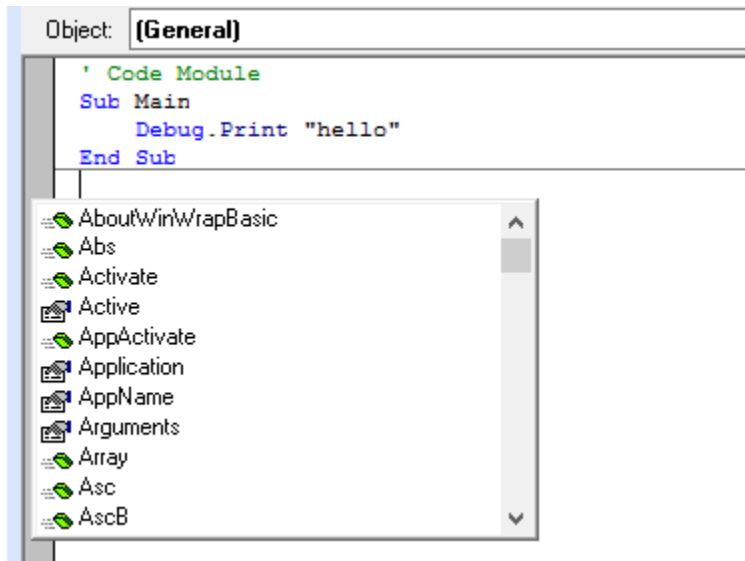 Object: (General)
' Code Module
Sub Main
Debug.Print "hello"
End Sub
AboutWinWrapBasic
Abs
Activate
Active
AppActivate
Application
AppName
Arguments
Array
Asc
AscB